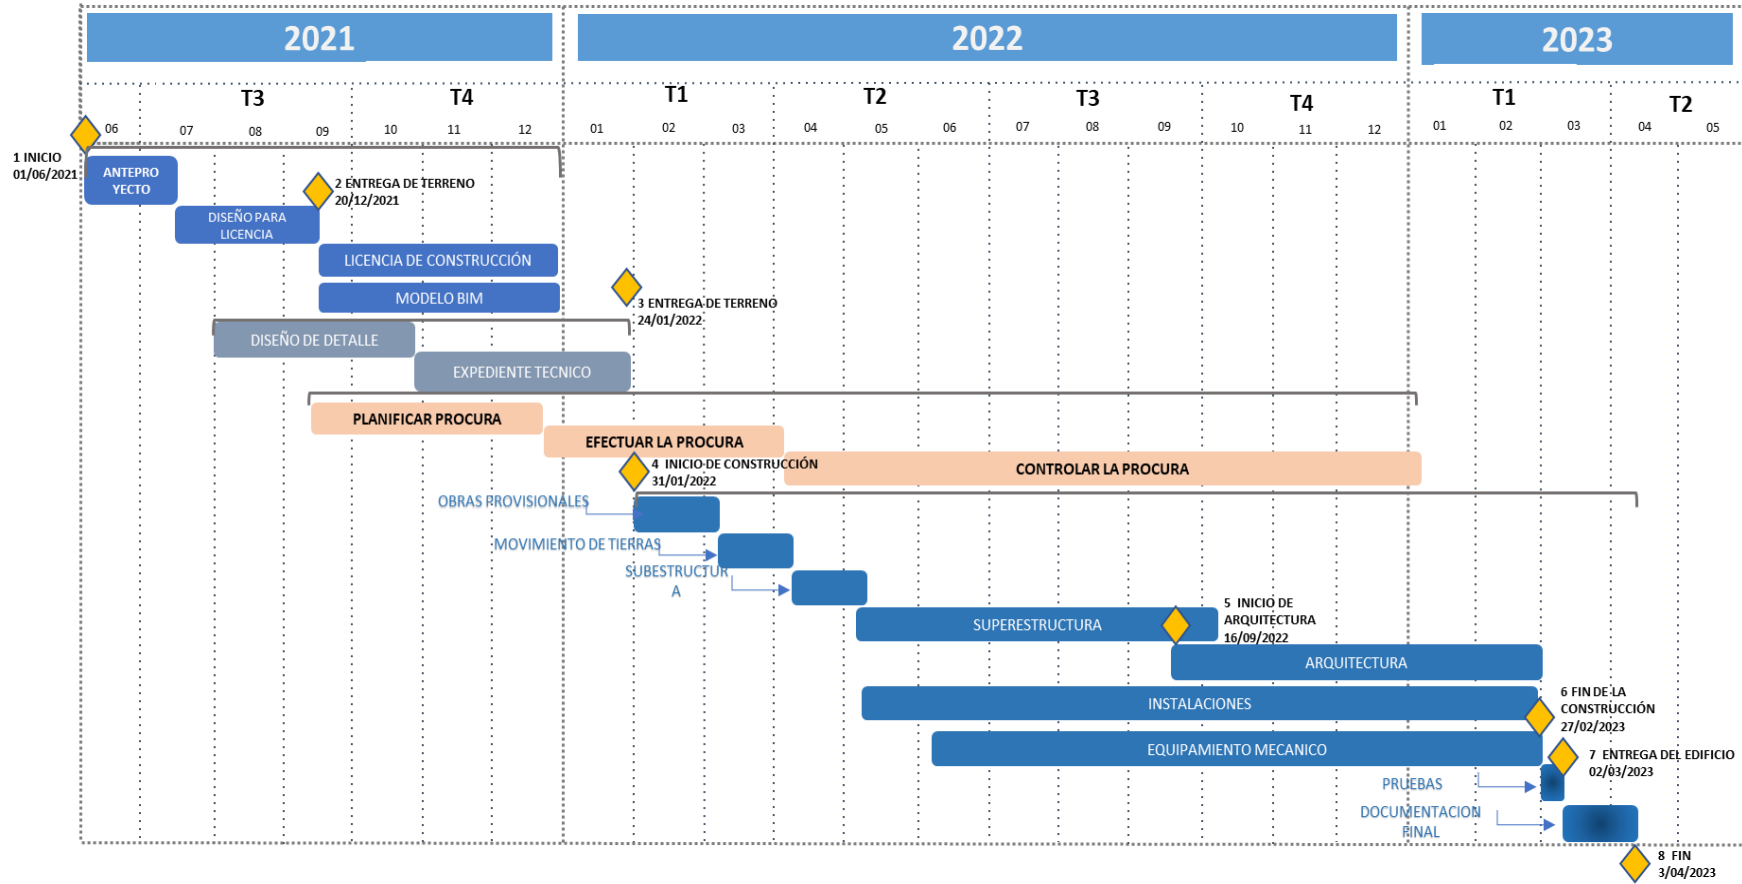 2021
2022
2023
T3
T4
T1
T2
T3
T4
T1
T2
06
07
08
09
10
11
12
01
02
03
04
05
06
07
08
09
10
11
12
01
02
03
04
05
1 INICIO
01/06/2021
ANTEPRO
YECTO
2 ENTREGA DE TERRENO
20/12/2021
DISEÑO PARA
LICENCIA
LICENCIA DE CONSTRUCCIÓN
MODELO BIM
3 ENTREGA DE TERRENO
24/01/2022
DISEÑO DE DETALLE
EXPEDIENTE TECNICO
PLANIFICAR PROCURA
EFECTUAR LA PROCURA
CONTROLAR LA PROCURA
4 INICIO DE CONSTRUCCIÓN
31/01/2022
OBRAS PROVISIONALES
MOVIMIENTO DE TIERRAS
SUBESTRUCTUR
A
SUPERESTRUCTURA
5 INICIO DE
ARQUITECTURA
16/09/2022
ARQUITECTURA
INSTALACIONES
6 FIN DE LA
CONSTRUCCIÓN
27/02/2023
EQUIPAMIENTO MECANICO
7 ENTREGA DEL EDIFICIO
02/03/2023
PRUEBAS
DOCUMENTACION
FINAL
8 FIN
3/04/2023